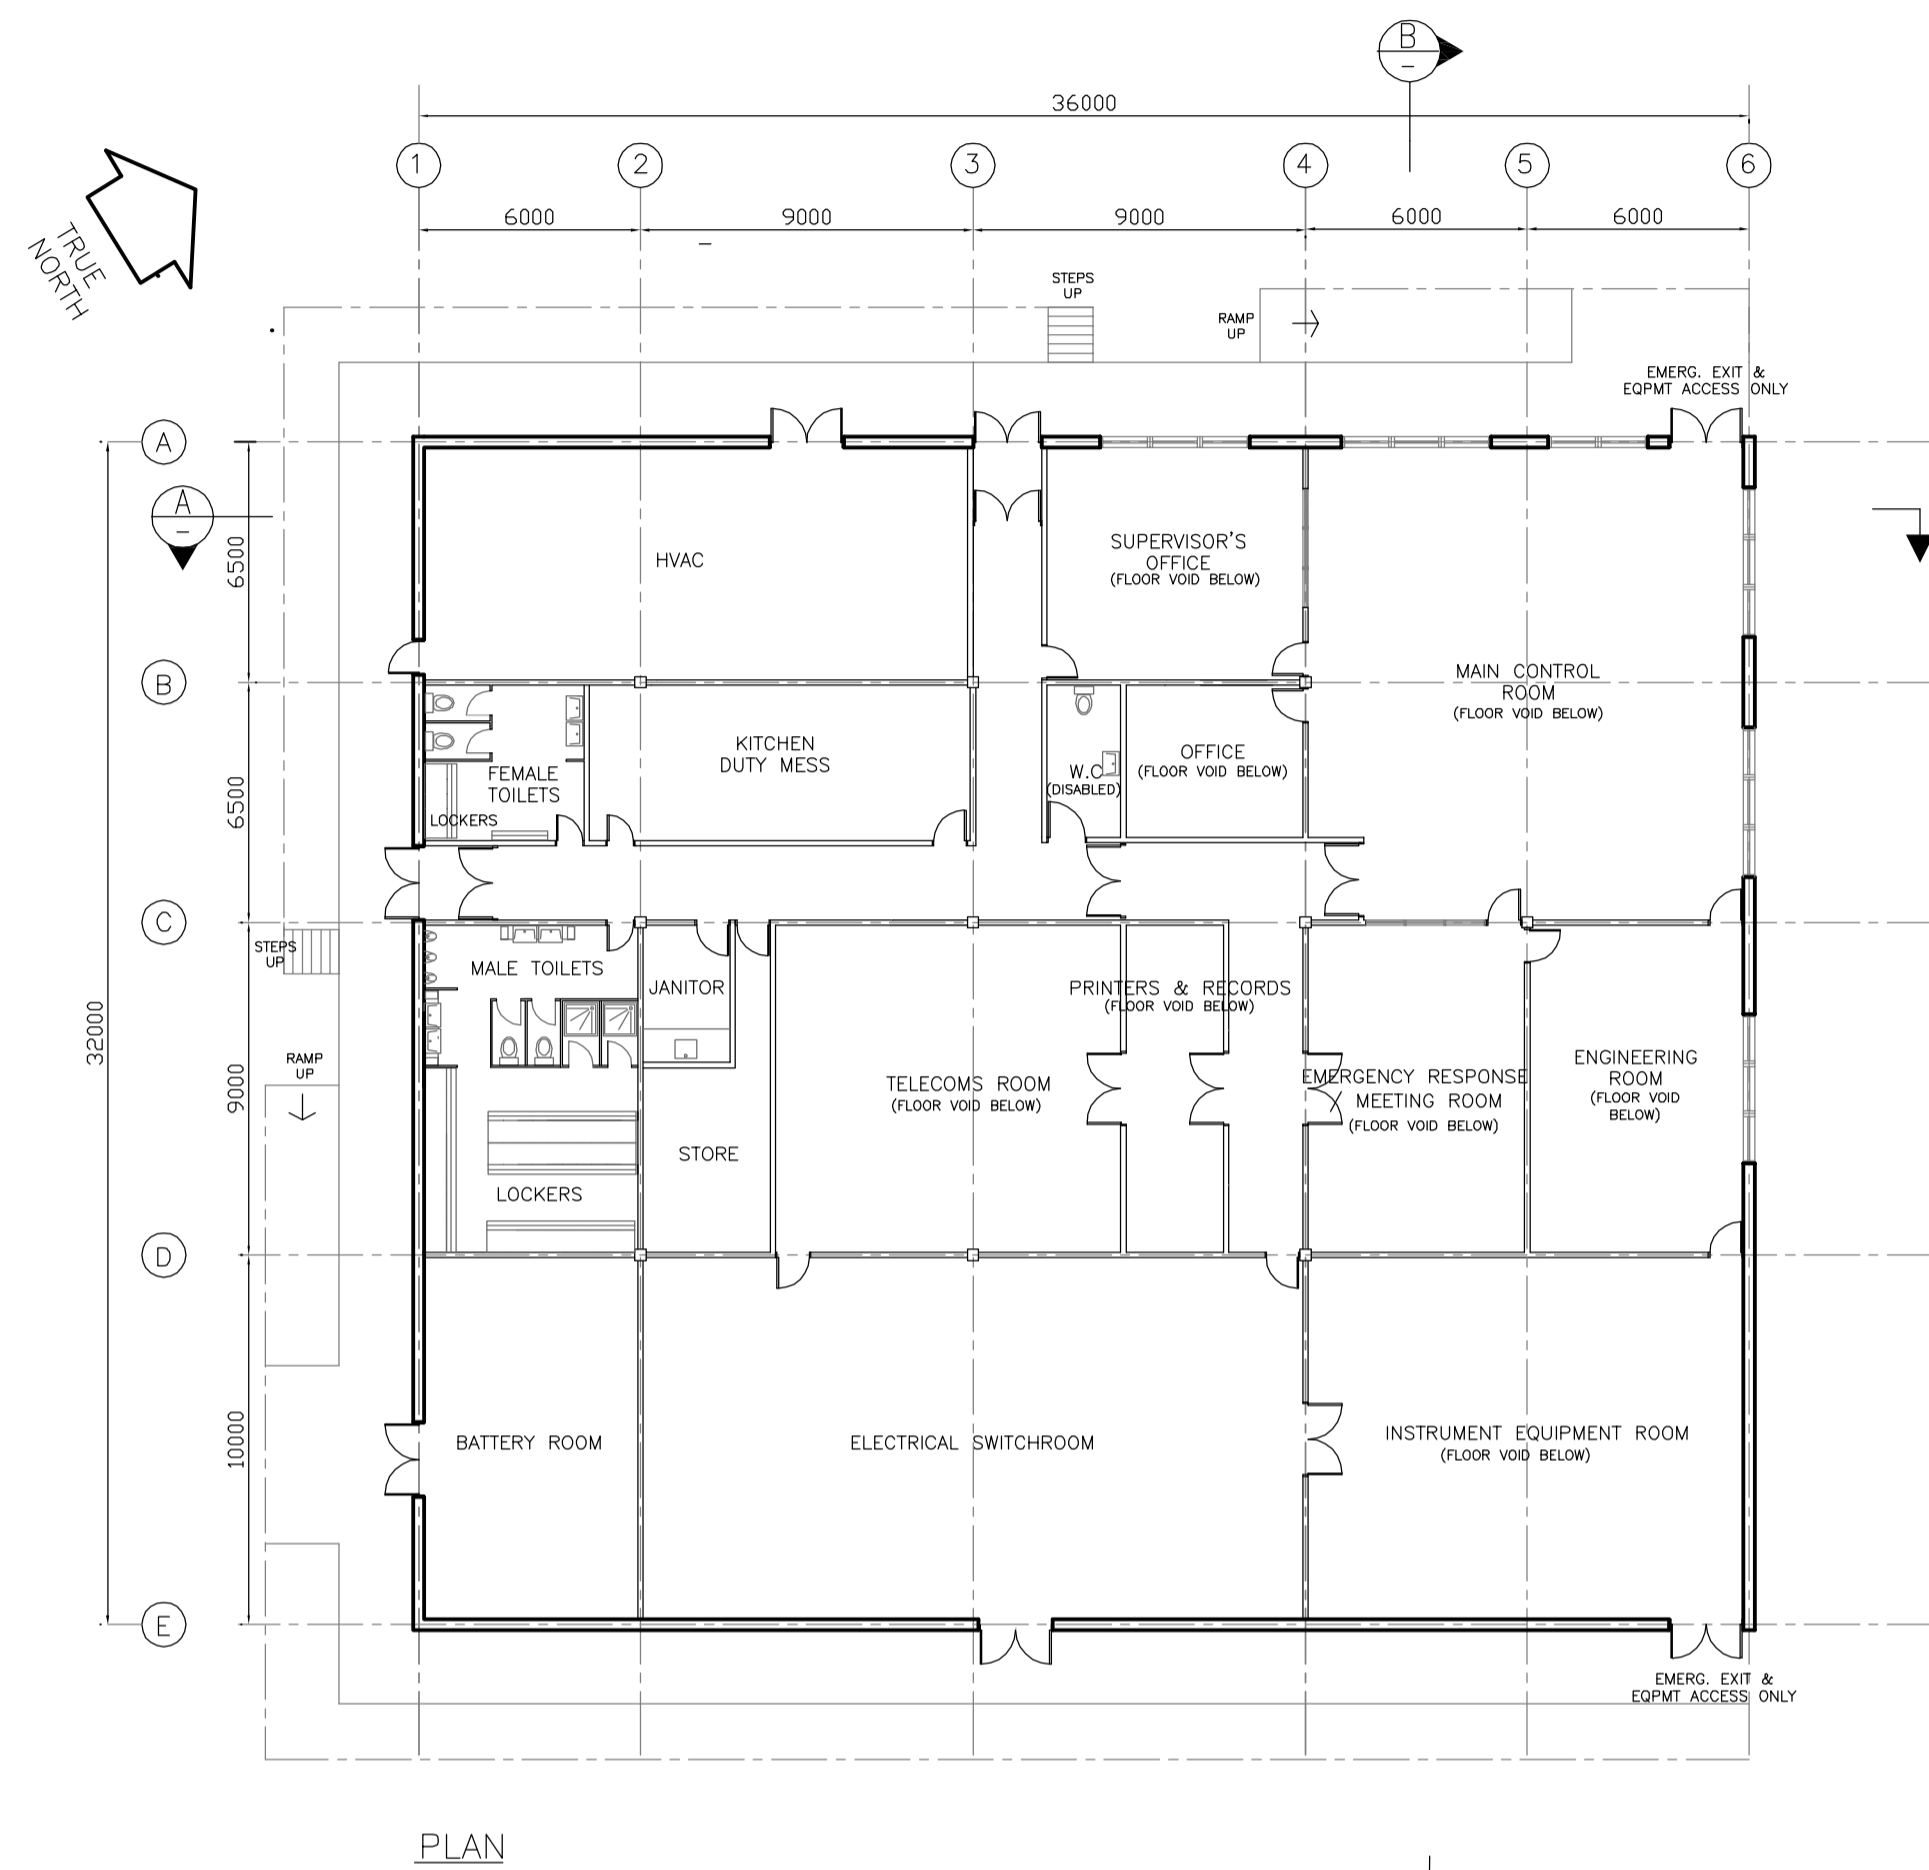 B
–
36000
1
2
3
4
5
6
6000
9000
9000
6000
6000
TRUE
NORTH
STEPS
UP
RAMP
UP
EMERG. EXIT &
EQPMT ACCESS ONLY
A
A
–
6500
HVAC
SUPERVISOR'S
OFFICE
(FLOOR VOID BELOW)
B
MAIN CONTROL
ROOM
(FLOOR VOID BELOW)
6500
FEMALE
TOILETS
LOCKERS
KITCHEN
DUTY MESS
W.C
(DISABLED)
OFFICE
(FLOOR VOID BELOW)
C
STEPS
UP
MALE TOILETS
JANITOR
PRINTERS & RECORDS
(FLOOR VOID BELOW)
32000
9000
RAMP
UP
TELECOMS ROOM
(FLOOR VOID BELOW)
EMERGENCY RESPONSE
/ MEETING ROOM
(FLOOR VOID BELOW)
ENGINEERING
ROOM
(FLOOR VOID
BELOW)
STORE
LOCKERS
D
10000
BATTERY ROOM
ELECTRICAL SWITCHROOM
INSTRUMENT EQUIPMENT ROOM
(FLOOR VOID BELOW)
E
EMERG. EXIT &
EQPMT ACCESS ONLY
PLAN